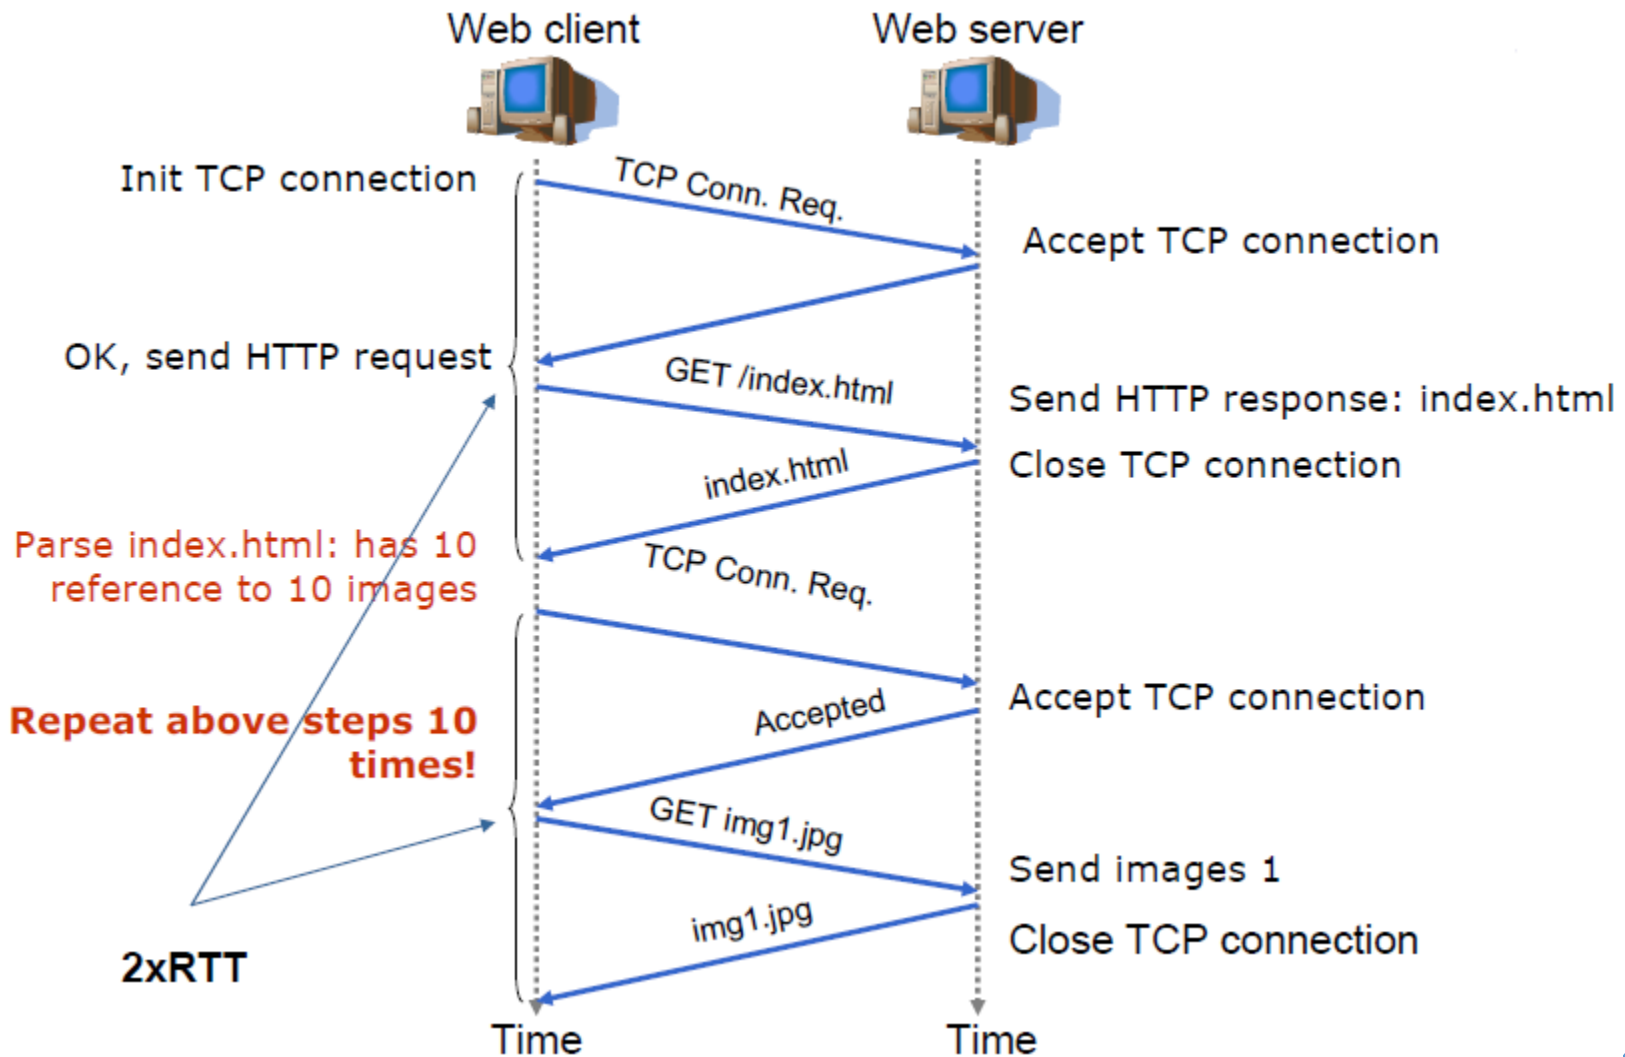 Web client
Web server
Init TCP connection
TCP Conn. Req.
Accept TCP connection
OK, send HTTP request
GET /index.html
Send HTTP response: index.html
index.html
Close TCP connection
Parse index.html: has 10
reference to 10 images
TCP Conn. Req.
Accept TCP connection
Repeat above steps 10
times!
Accepted
GET img1.jpg
Send images 1
img1.jpg
Close TCP connection
2xRTT
Time
Time